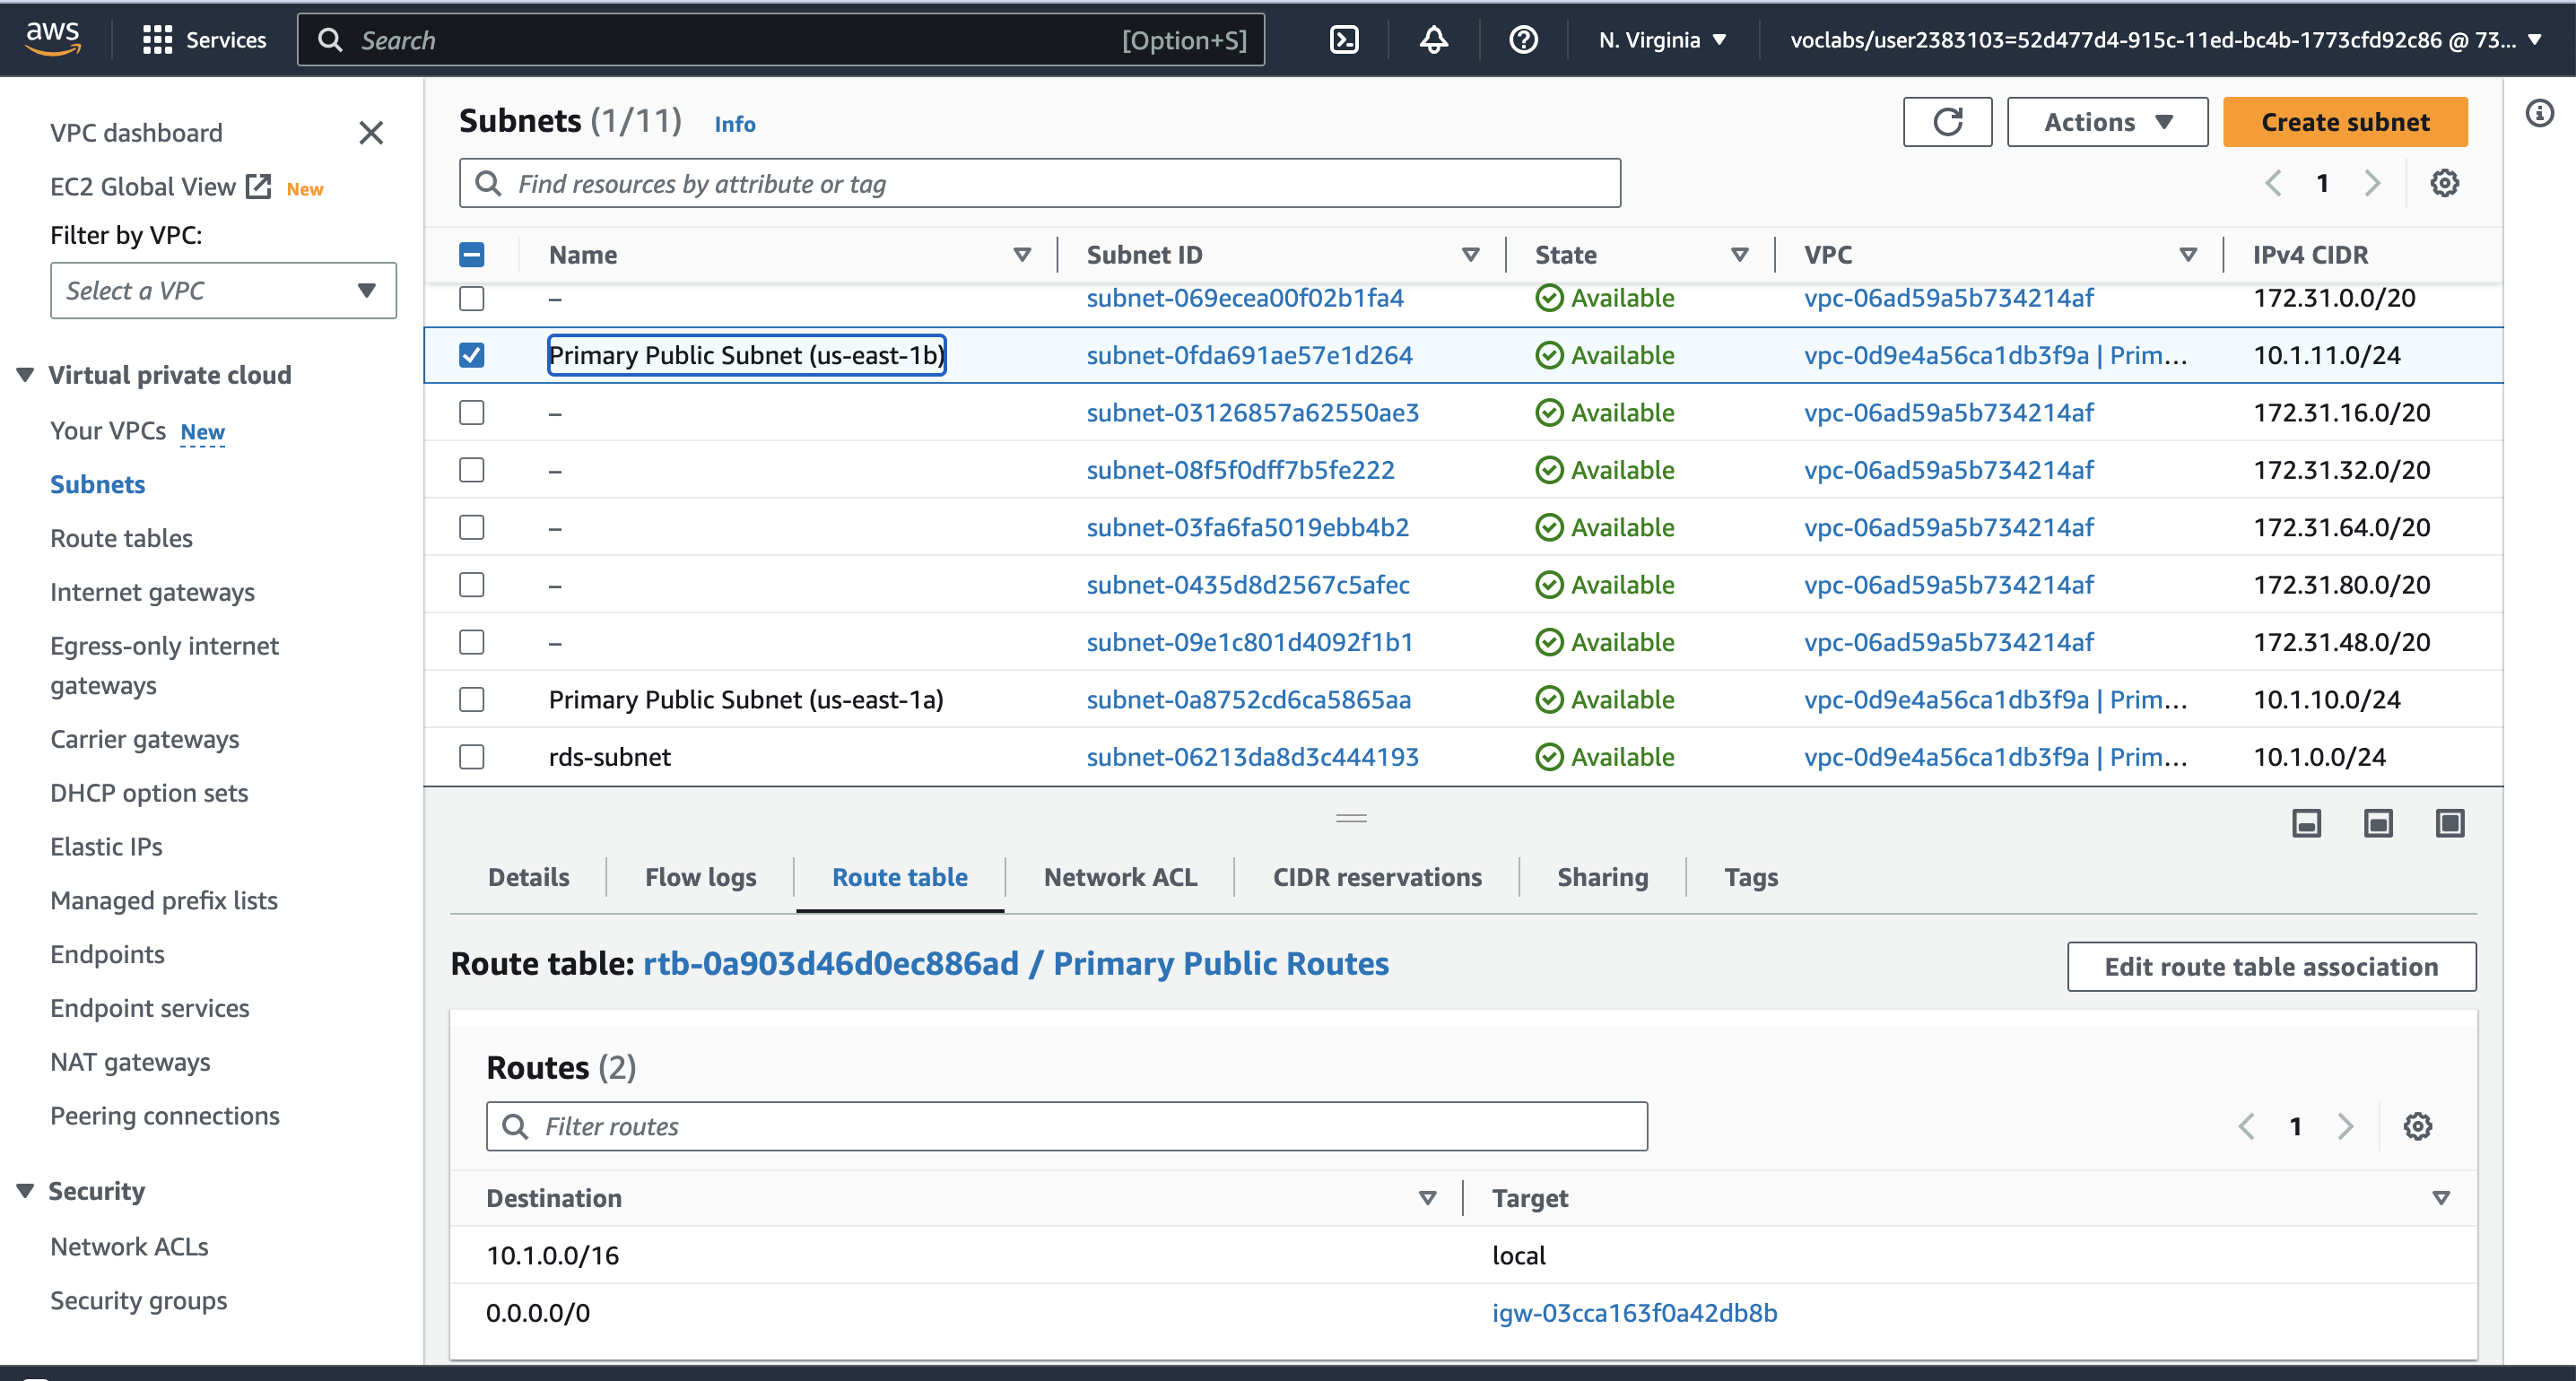 aws
Services
Search
[Option+S]
N. Virginia
voclabs/user2383103=52d477d4-915c-11ed-bc4b-1773cfd92c86 @ 73...
VPC dashboard
EC2 Global View New
Filter by VPC:
Select a VPC
Virtual private cloud
Your VPCs New
Subnets
Route tables
Internet gateways
Egress-only internet
gateways
Carrier gateways
DHCP option sets
Elastic IPs
Managed prefix lists
Endpoints
Endpoint services
NAT gateways
Peering connections
Security
Network ACLs
Security groups
Subnets (1/11) Info
Actions
Create subnet
Find resources by attribute or tag
1
Name Subnet ID State VPC IPv4 CIDR
– subnet-069ecea00f02b1fa4 Available vpc-06ad59a5b734214af 172.31.0.0/20
Primary Public Subnet (us-east-1b) subnet-0fda691ae57e1d264 Available vpc-0d9e4a56ca1db3f9a | Prim... 10.1.11.0/24
– subnet-03126857a62550ae3 Available vpc-06ad59a5b734214af 172.31.16.0/20
– subnet-08f5f0dff7b5fe222 Available vpc-06ad59a5b734214af 172.31.32.0/20
– subnet-03fa6fa5019ebb4b2 Available vpc-06ad59a5b734214af 172.31.64.0/20
– subnet-0435d8d2567c5afec Available vpc-06ad59a5b734214af 172.31.80.0/20
– subnet-09e1c801d4092f1b1 Available vpc-06ad59a5b734214af 172.31.48.0/20
Primary Public Subnet (us-east-1a) subnet-0a8752cd6ca5865aa Available vpc-0d9e4a56ca1db3f9a | Prim... 10.1.10.0/24
rds-subnet subnet-06213da8d3c444193 Available vpc-0d9e4a56ca1db3f9a | Prim... 10.1.0.0/24
Details Flow logs Route table Network ACL CIDR reservations Sharing Tags
Route table: rtb-0a903d46d0ec886ad / Primary Public Routes
Edit route table association
Routes (2)
Filter routes
1
Destination Target
10.1.0.0/16 local
0.0.0.0/0 igw-03cca163f0a42db8b